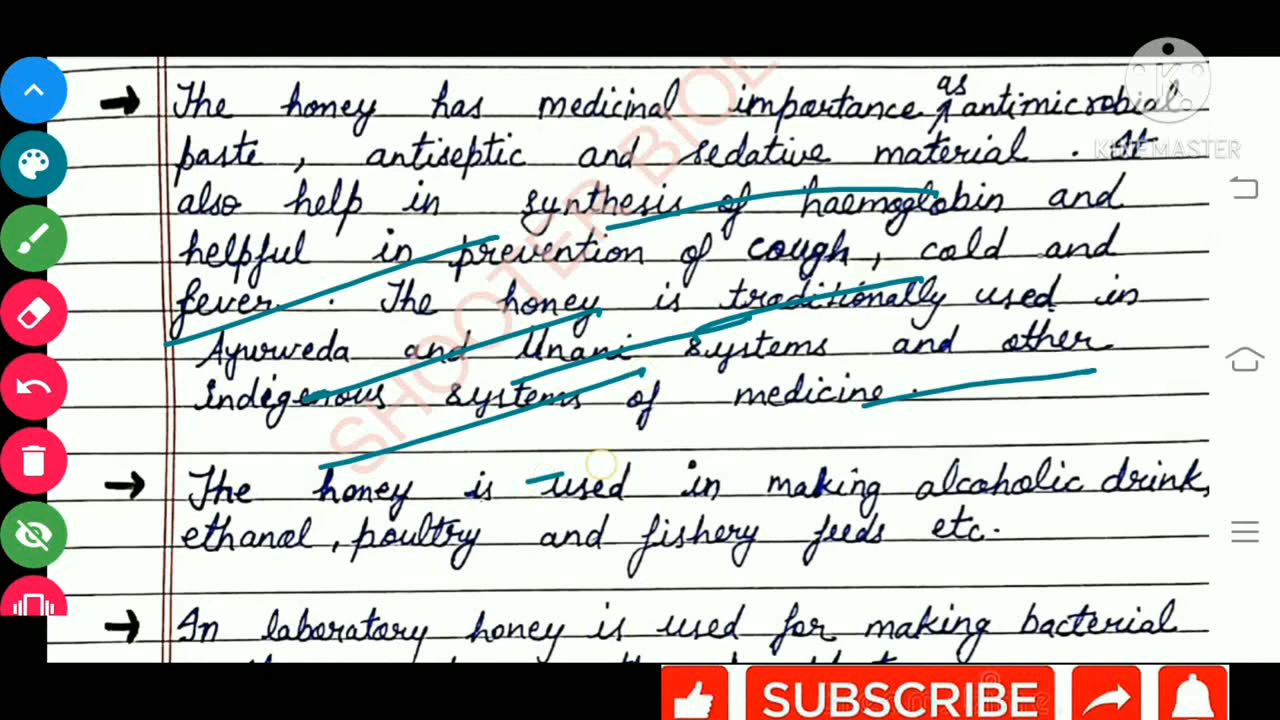 The honey has medicinal importance as antimicrobial
paste, antiseptic and sedative material. It
also help in synthesis of haemoglobin and
helpful in prevention of cough, cold and
fever. The honey is traditionally used in
Ayurveda and Unani systems and other
indigenous systems of medicine.
The honey is used in making alcoholic drink,
ethanol, poultry and fishery feeds etc.
In laboratory honey is used for making bacterial
SHOOTER BIOL
KINEMASTER
SUBSCRIBE